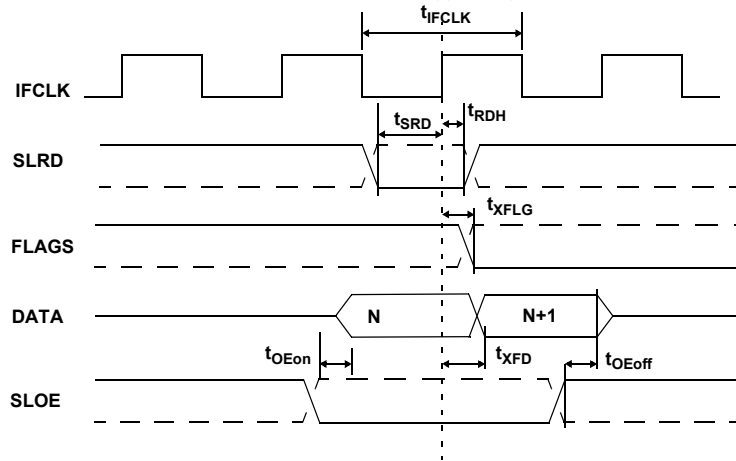 tIFCLK
IFCLK
tSRD
tRDH
SLRD
tXFLG
FLAGS
DATA
N
N+1
tOEon
tXFD
tOEoff
SLOE